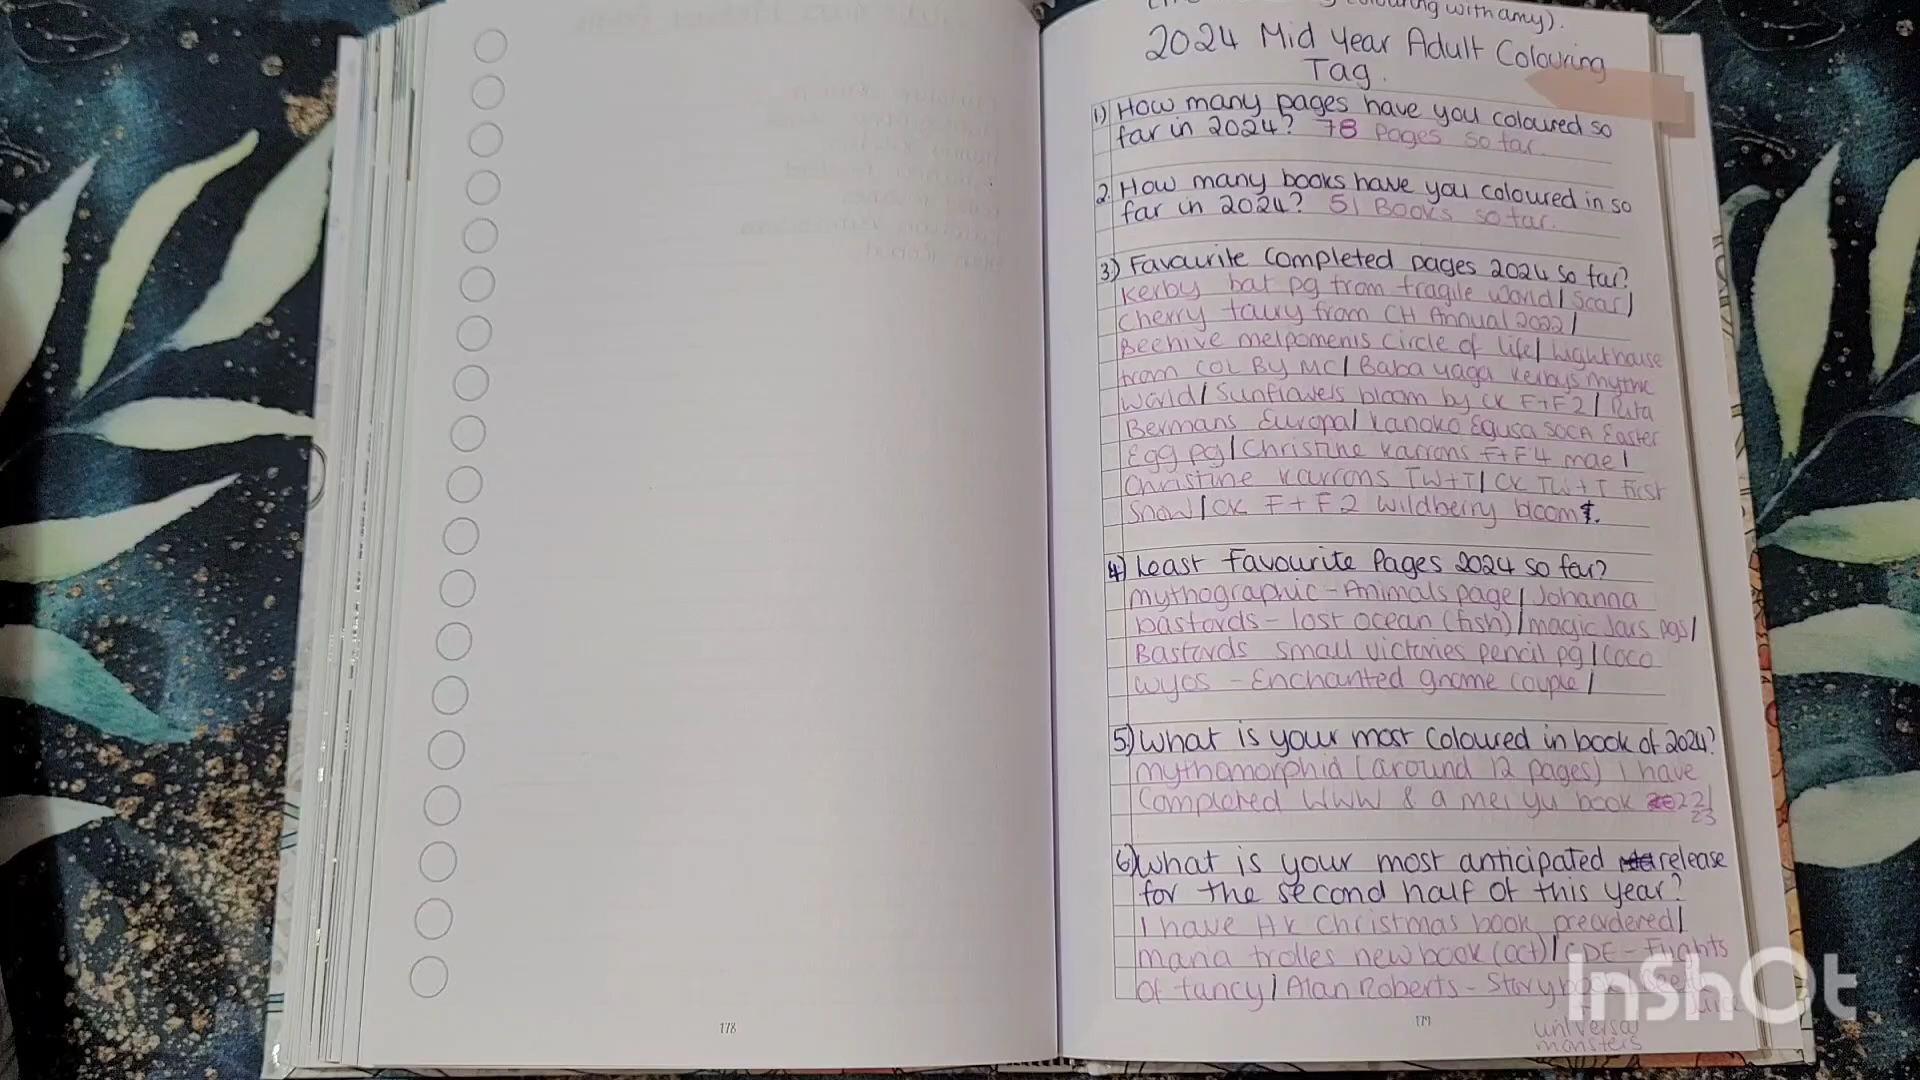 colouring with amy).
2024 Mid Year Adult Colouring
Tag.
1) How many pages have you coloured so
far in 2024? 78 Pages so far.
2. How many books have you coloured in so
far in 2024? 51 Books so far.
3) Favourite completed pages 2024 so far?
Kerby bat pg from fragile world/ Scar/
Cherry fairy from CH Annual 2022/
Beehive melpomenis Circle of life/ Lighthouse
from COL By MC/ Baba yaga Kerbys mythic
World/ Sunflowers bloom by CK F+F2/ Rita
Bermans Europa/ Kanoko Egusa SOCA Easter
Egg pg/ Christine Karrons F+F4 mae/
Christine Karrons TW+T/ CK TW+T First
Snow/ CK F+F2 Wildberry bloom.
4) Least Favourite Pages 2024 so far?
mythographic - Animals page/ Johanna
bastards - lost ocean (fish)/ magic Jars pgs/
Bastards small victories pencil pg/ Coco
wyos - Enchanted gnome couple/
5) What is your most coloured in book of 2024?
mythomorphid (around 12 pages) I have
completed WWW & a mei yu book
23
6) What is your most anticipated release
for the second half of this year?
I have HK Christmas book preordered/
mana trolles new book (oct)/ CDE - Flights
of fancy/ Alan Roberts -
universal
monsters
178
179
InShOt